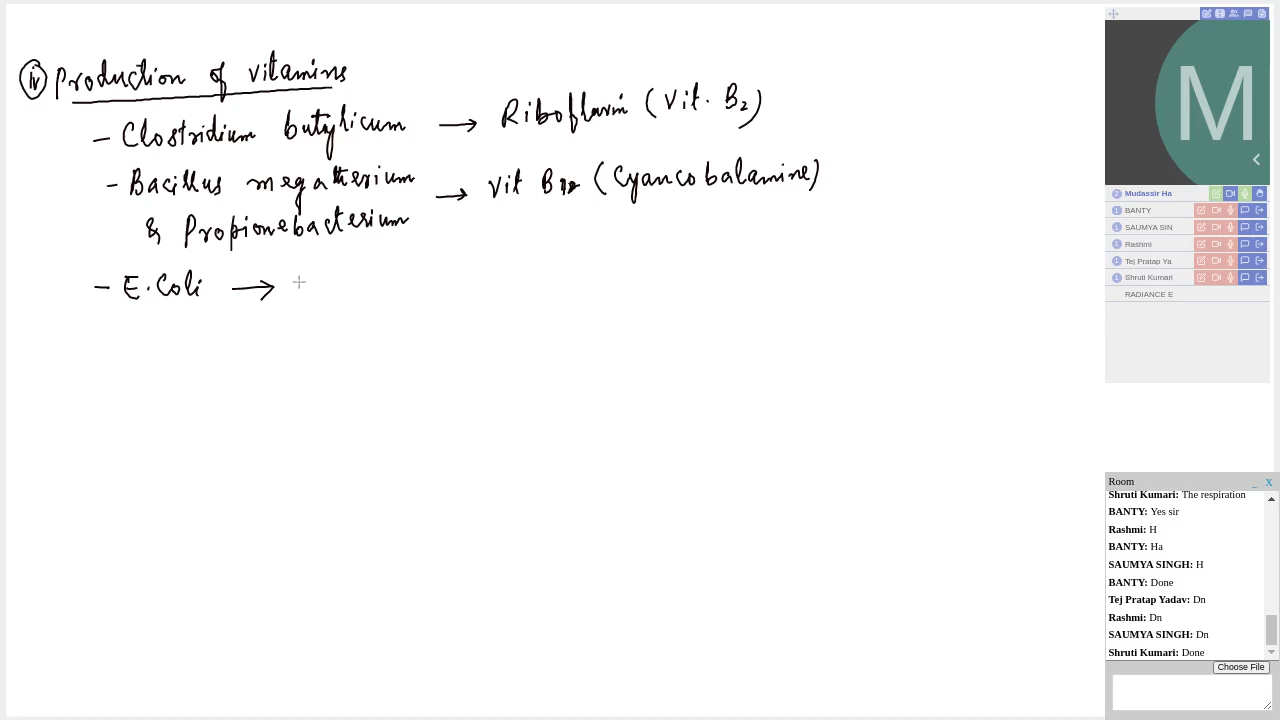 iv Production of vitamins
- Clostridium butylicum → Riboflavin (Vit. B2)
- Bacillus megatherium → Vit B12 (Cyancobalamine)
& Propionebacterium
- E.Coli →
M
Mudassir Ha
BANTY
SAUMYA SIN
Rashmi
Tej Pratap Ya
Shruti Kumari
RADIANCE E
Room _ X
Shruti Kumari: The respiration
BANTY: Yes sir
Rashmi: H
BANTY: Ha
SAUMYA SINGH: H
BANTY: Done
Tej Pratap Yadav: Dn
Rashmi: Dn
SAUMYA SINGH: Dn
Shruti Kumari: Done
Choose File